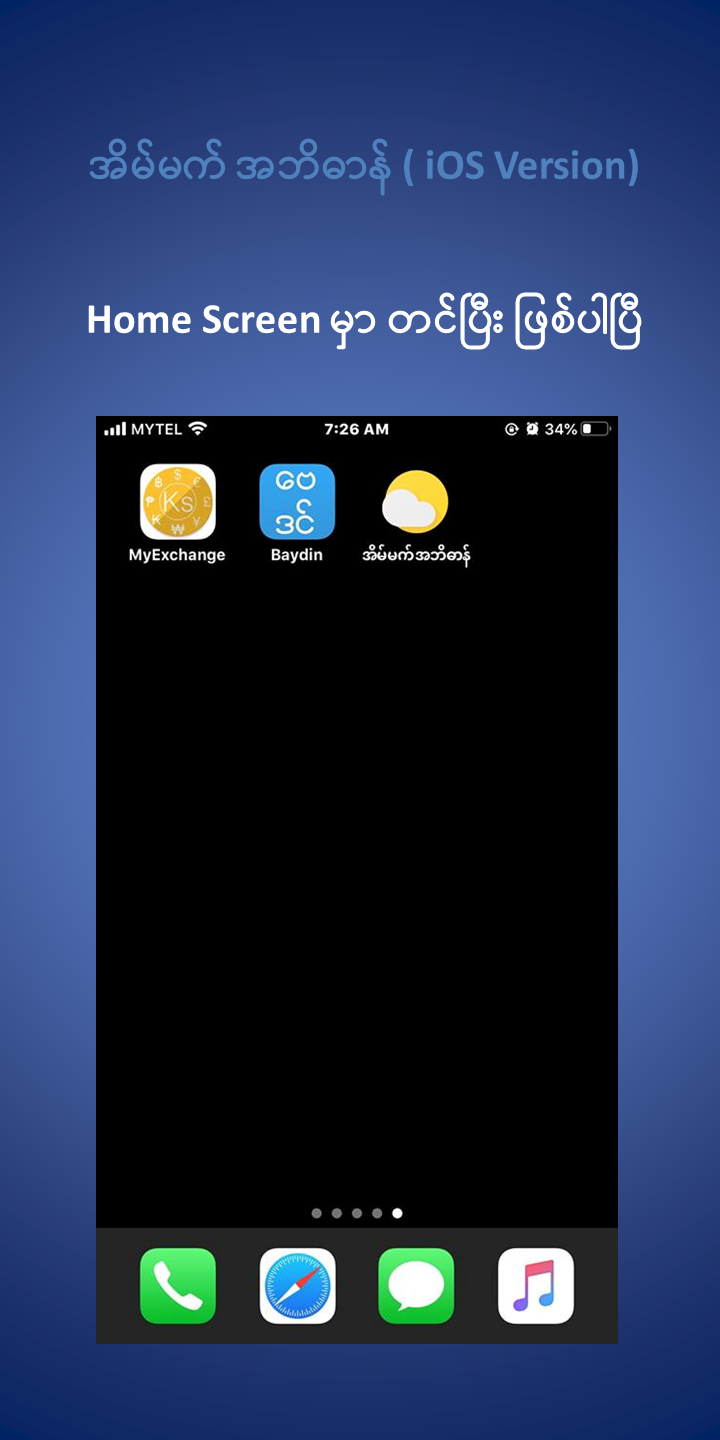 အိမ်မက် အဘိဓာန် ( iOS Version)
Home Screen မှာ တင်ပြီး ဖြစ်ပါပြီ
MYTEL 7:26 AM 34%
Ks
ဗေ
ဒင်
MyExchange Baydin အိမ်မက်အဘိဓာန်